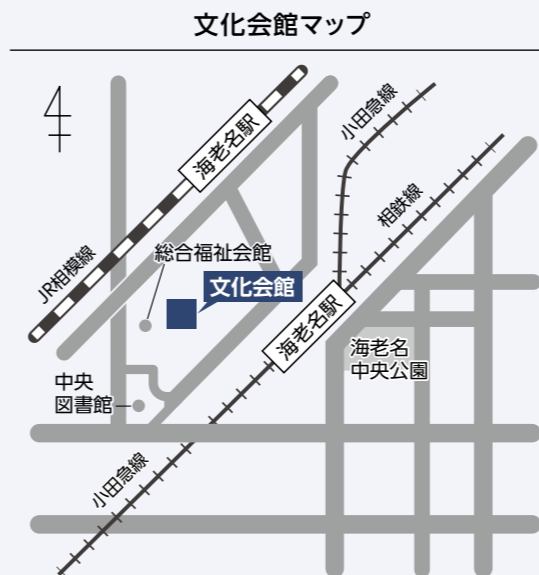 文化会館マップ
小田急線
海老名駅
相鉄線
JR相模線
総合福祉会館
文化会館
海老名駅
海老名
中央公園
中央
図書館
小田急線